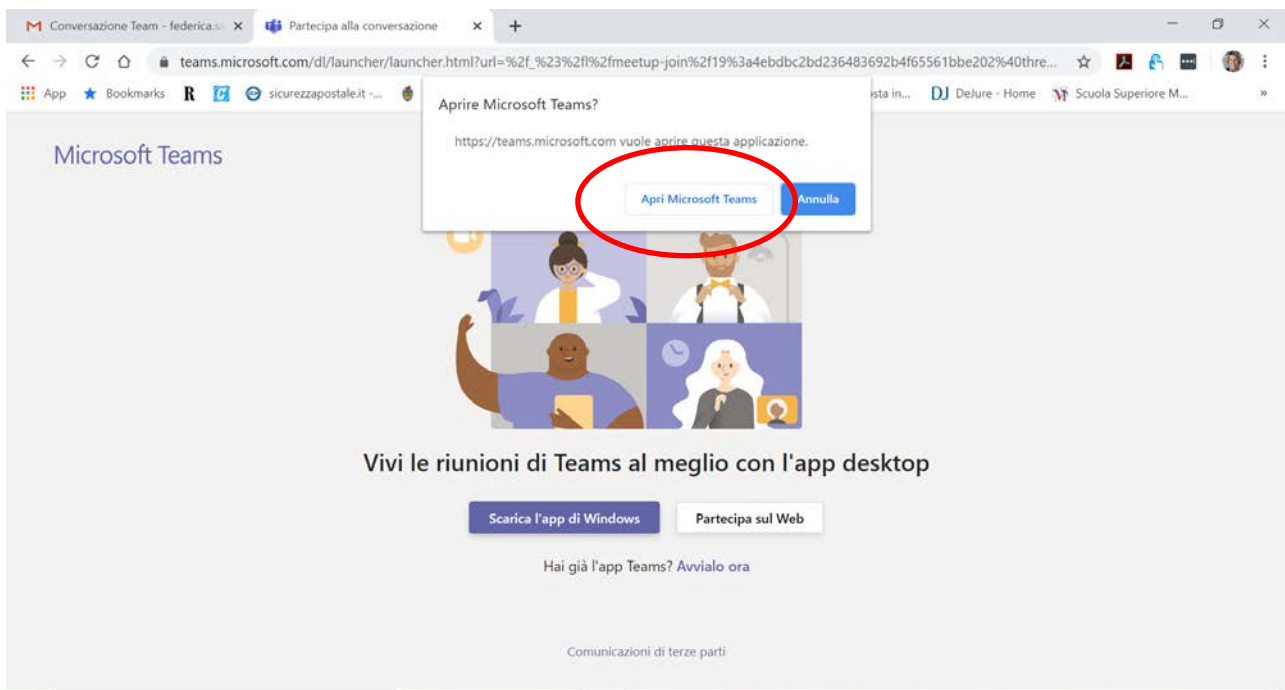 Conversazione Team - federica.s
Partecipa alla conversazione
teams.microsoft.com/dl/launcher/launcher.html?url=%2f_%23%2fl%2fmeetup-join%2f19%3a4ebdbc2bd236483692b4f65561bbe202%40thre...
App Bookmarks R sicurezzapostale.it -... sta in... DJ DeJure - Home Scuola Superiore M... »
Aprire Microsoft Teams?
https://teams.microsoft.com vuole aprire questa applicazione.
Apri Microsoft Teams Annulla
Microsoft Teams
Vivi le riunioni di Teams al meglio con l'app desktop
Scarica l'app di Windows Partecipa sul Web
Hai già l'app Teams? Avvialo ora
Comunicazioni di terze parti